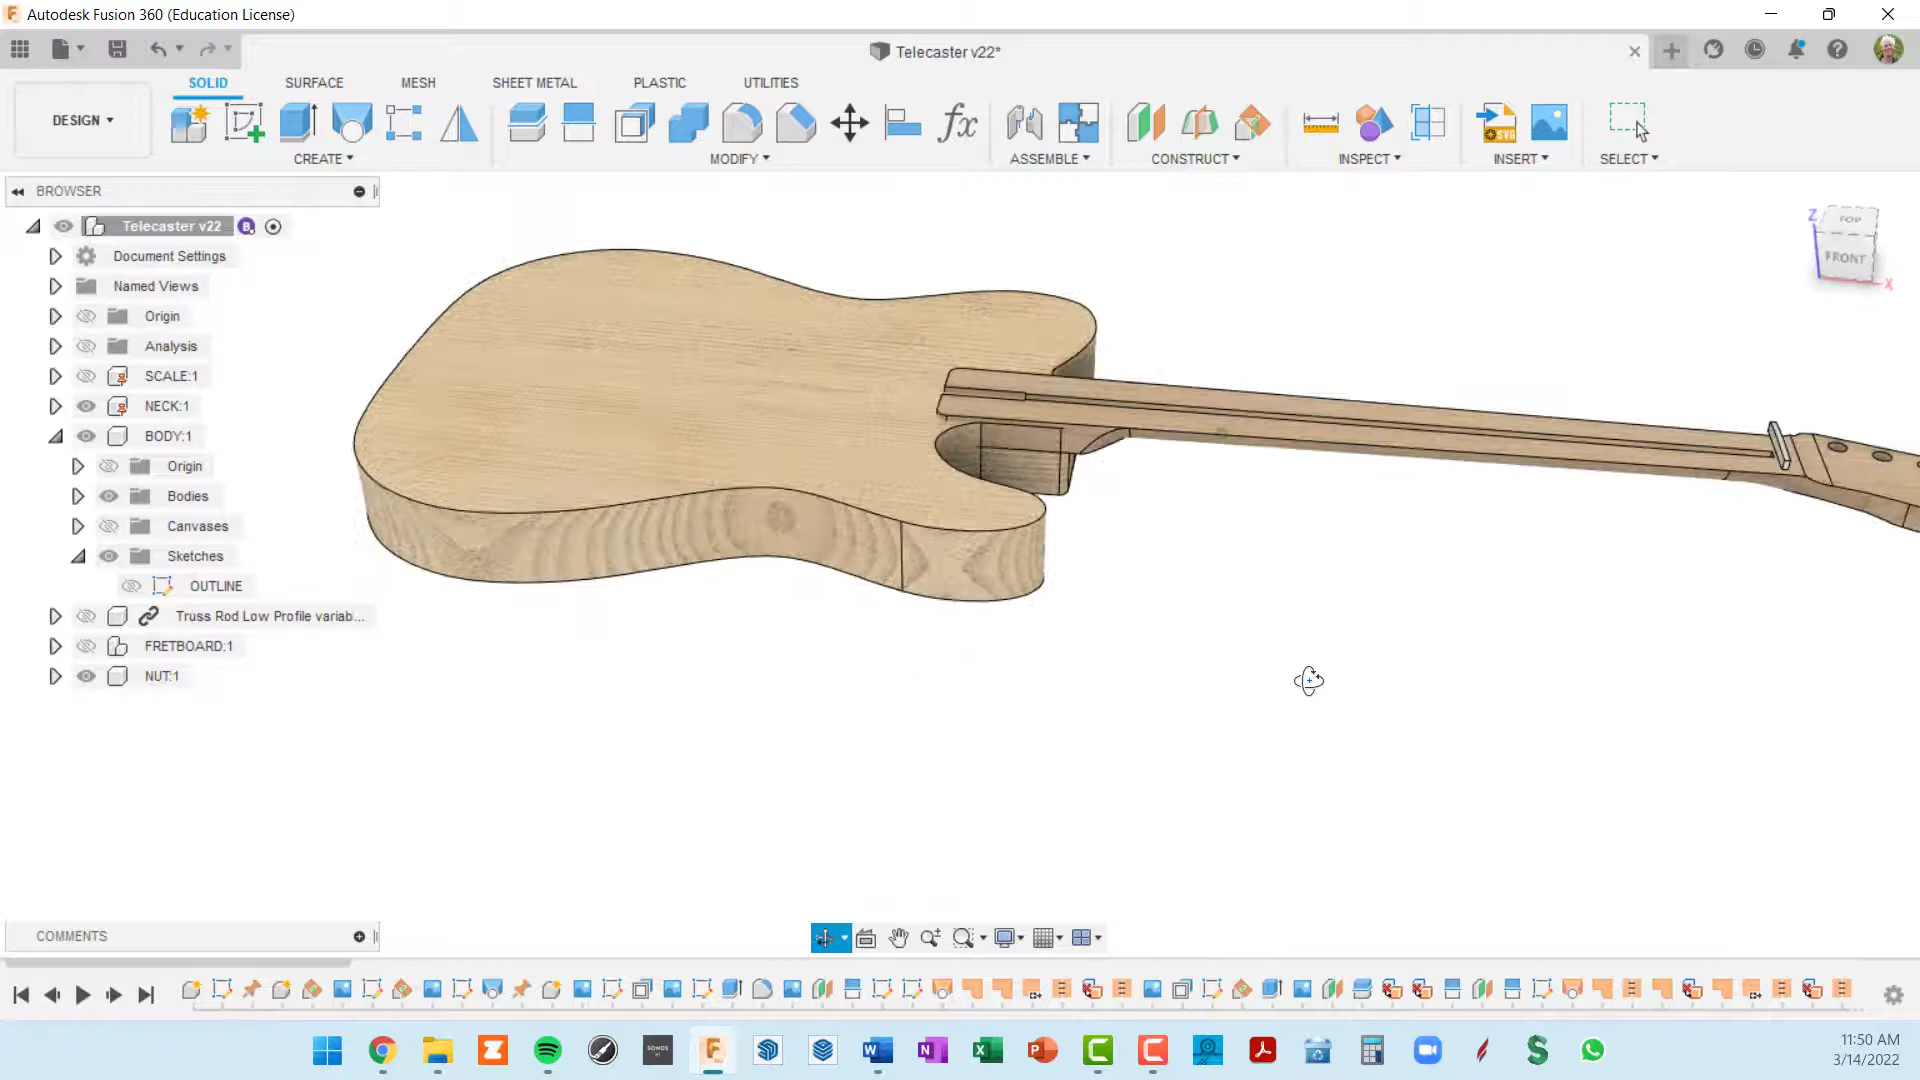 Autodesk Fusion 360 (Education License)
Telecaster v22*
SOLID SURFACE MESH SHEET METAL PLASTIC UTILITIES
DESIGN
fx
SVG
CREATE MODIFY ASSEMBLE CONSTRUCT INSPECT INSERT SELECT
BROWSER
Telecaster v22
B
Document Settings
Named Views
Origin
Analysis
SCALE:1
NECK:1
BODY:1
Origin
Bodies
Canvases
Sketches
OUTLINE
Truss Rod Low Profile variab...
FRETBOARD:1
NUT:1
Z
TOP
FRONT
X
COMMENTS
SONOS
11:50 AM
3/14/2022